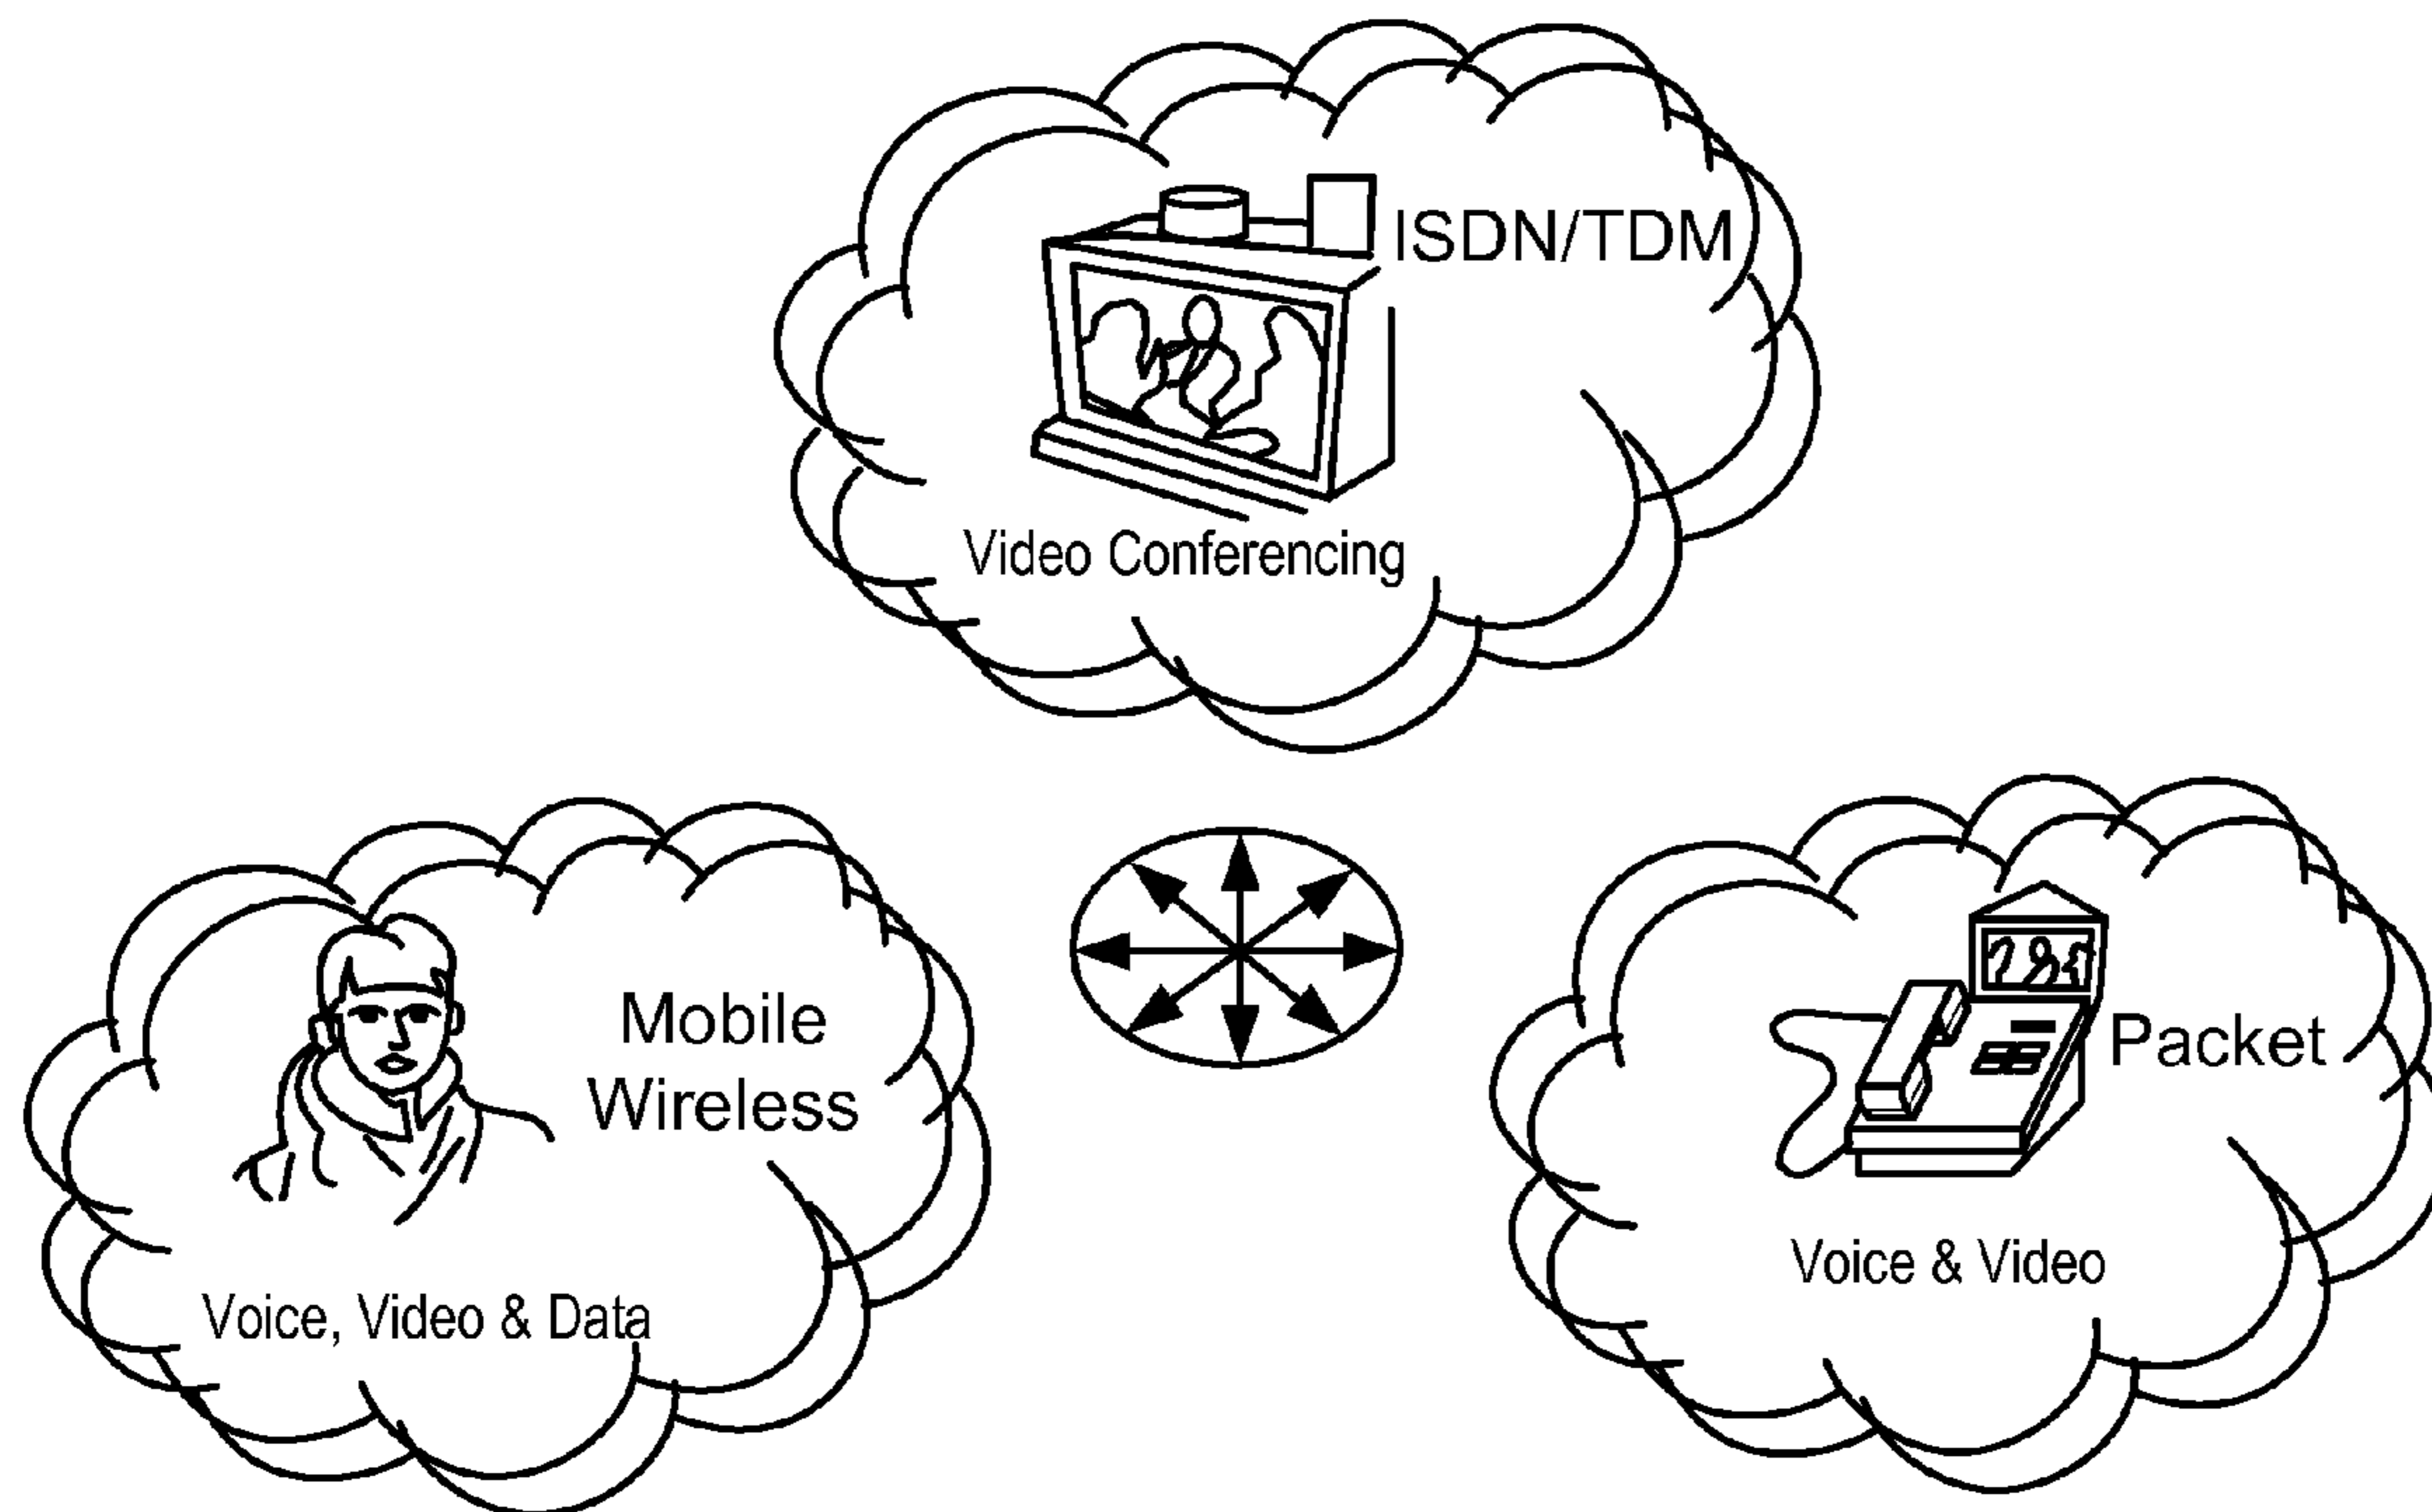 ISDN/TDM
Video Conferencing
Mobile
Wireless
Voice, Video & Data
Packet
Voice & Video